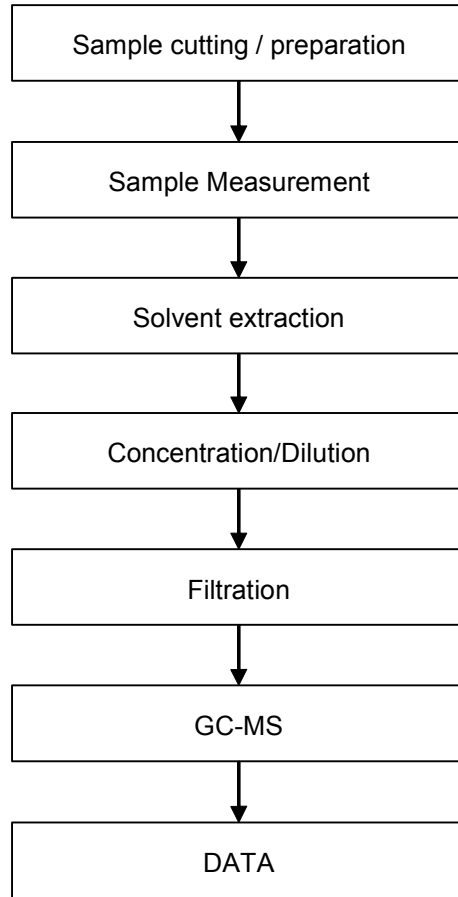 Sample cutting / preparation
Sample Measurement
Solvent extraction
Concentration/Dilution
Filtration
GC-MS
DATA